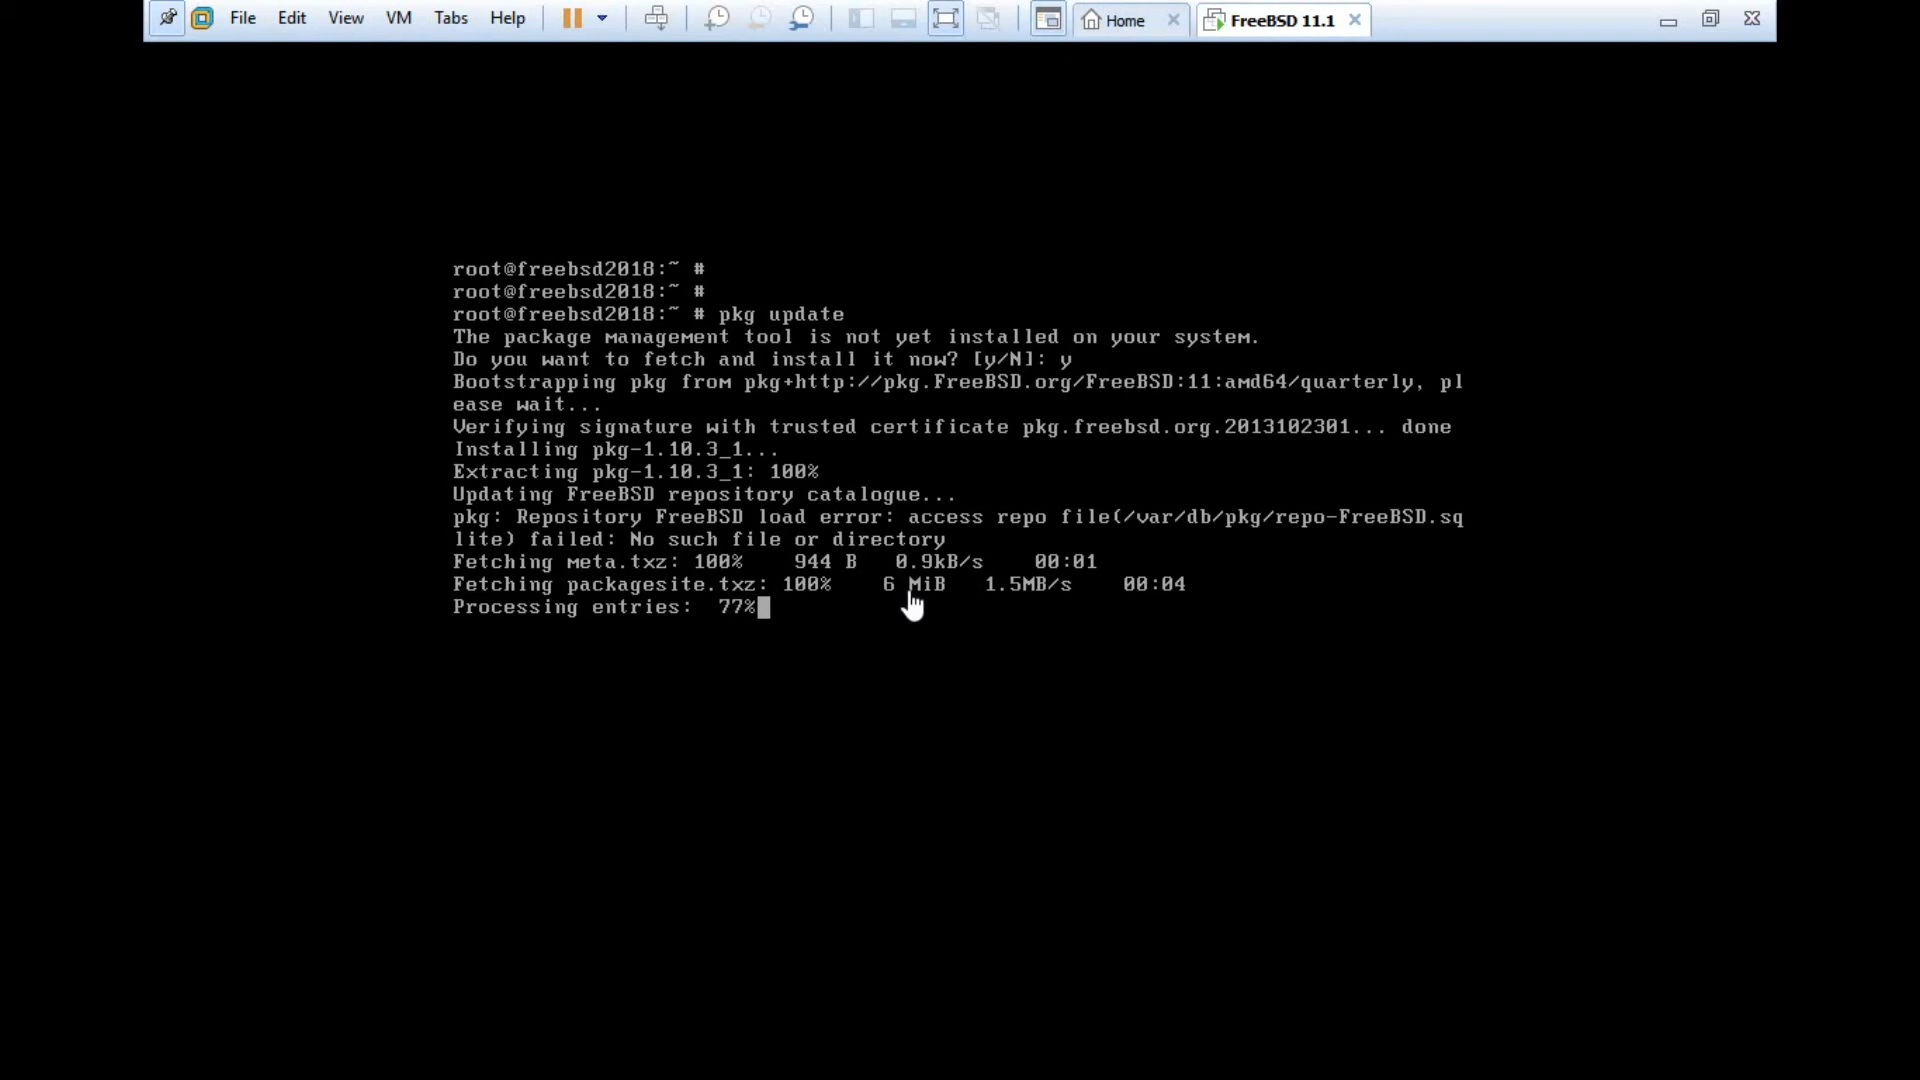 File Edit View VM Tabs Help Home FreeBSD 11.1
root@freebsd2018:~ #
root@freebsd2018:~ #
root@freebsd2018:~ # pkg update
The package management tool is not yet installed on your system.
Do you want to fetch and install it now? [y/N]: y
Bootstrapping pkg from pkg+http://pkg.FreeBSD.org/FreeBSD:11:amd64/quarterly, pl
ease wait...
Verifying signature with trusted certificate pkg.freebsd.org.2013102301... done
Installing pkg-1.10.3_1...
Extracting pkg-1.10.3_1: 100%
Updating FreeBSD repository catalogue...
pkg: Repository FreeBSD load error: access repo file(/var/db/pkg/repo-FreeBSD.sq
lite) failed: No such file or directory
Fetching meta.txz: 100% 944 B 0.9kB/s 00:01
Fetching packagesite.txz: 100% 6 MiB 1.5MB/s 00:04
Processing entries: 77%